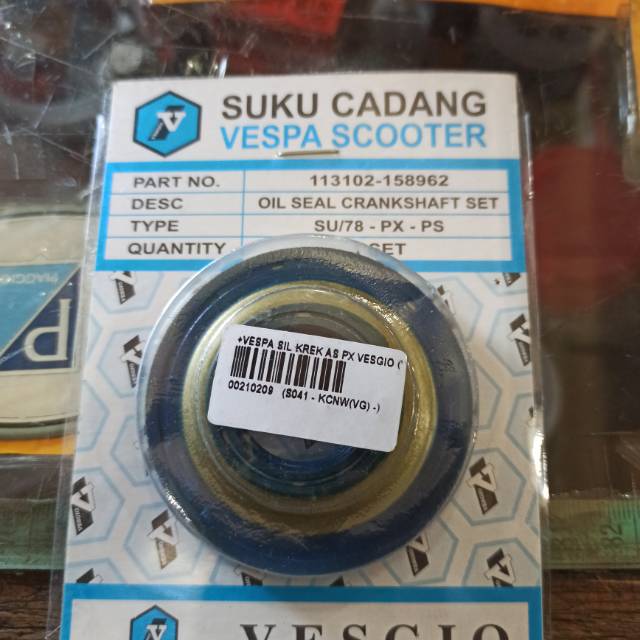 SUKU CADANG
VESPA SCOOTER
PART NO. 113102-158962
DESC OIL SEAL CRANKSHAFT SET
TYPE SU/78 - PX - PS
QUANTITY SET
+VESPA SIL KREK AS PX VESGIO (
00210209 (S041 - KCNW(VG) -)
P
VESGIO